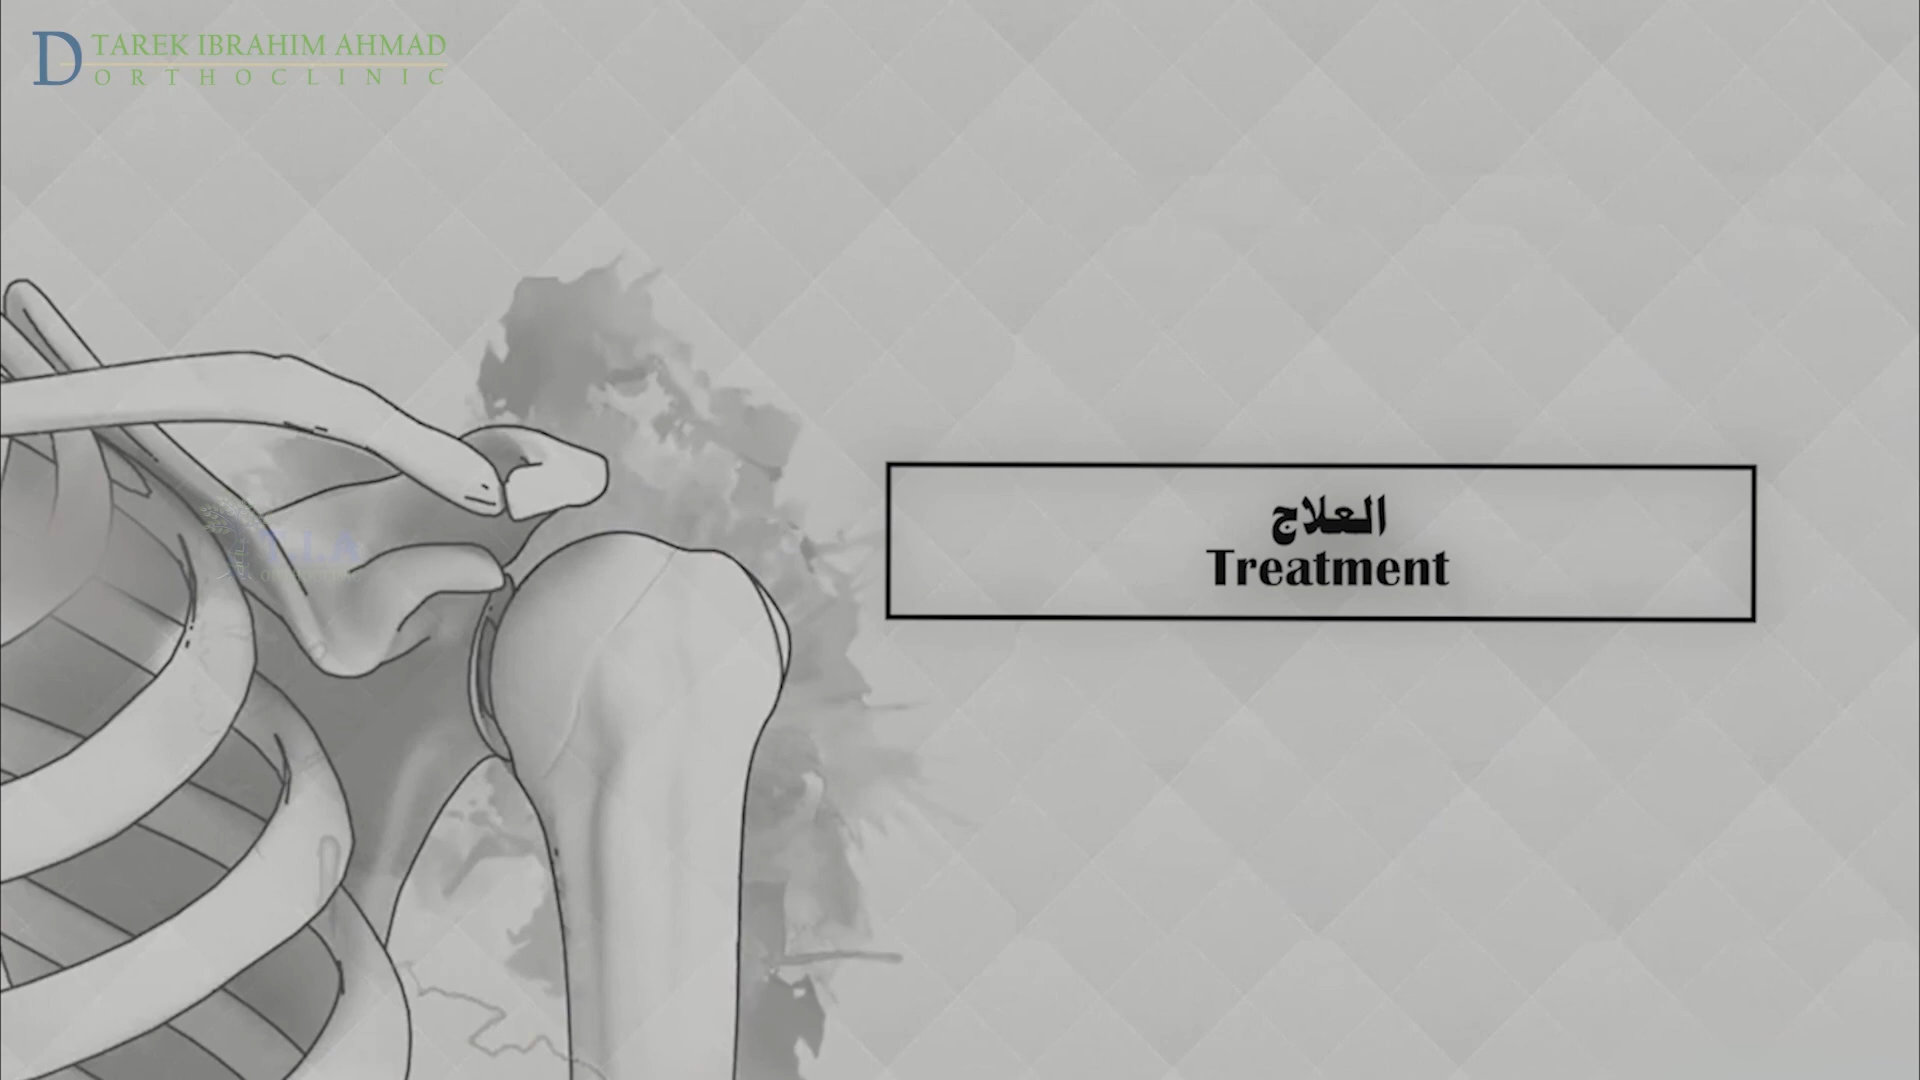 D TAREK IBRAHIM AHMAD
ORTHOCLINIC
العلاج
Treatment
T.I.A